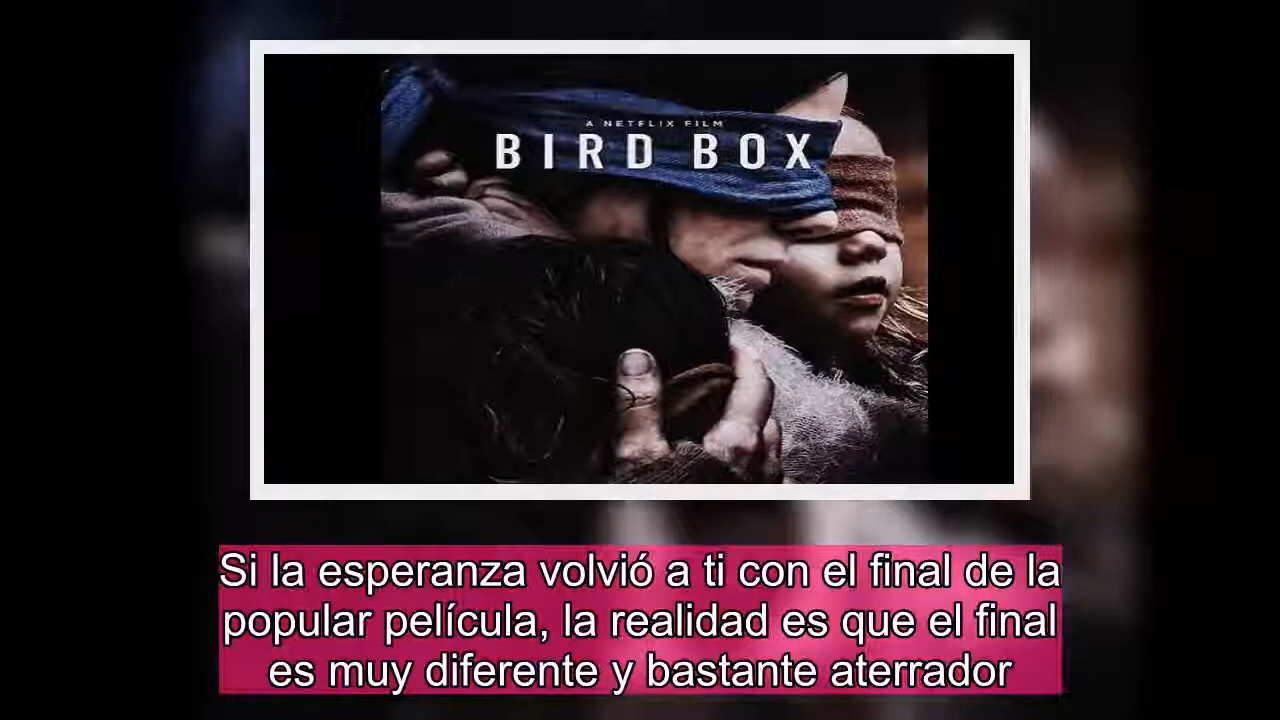 A NETFLIX FILM
BIRD BOX
Si la esperanza volvió a ti con el final de la
popular película, la realidad es que el final
es muy diferente y bastante aterrador